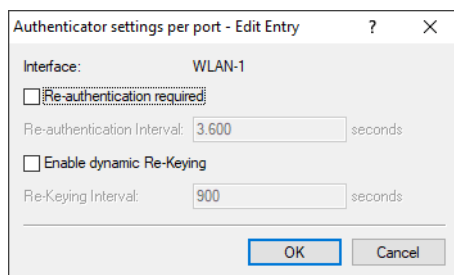 Authenticator settings per port - Edit Entry ?
Interface: WLAN-1
Re-authentication required
Re-authentication Interval: 3.600 seconds
Enable dynamic Re-Keying
Re-Keying Interval: 900 seconds
OK Cancel